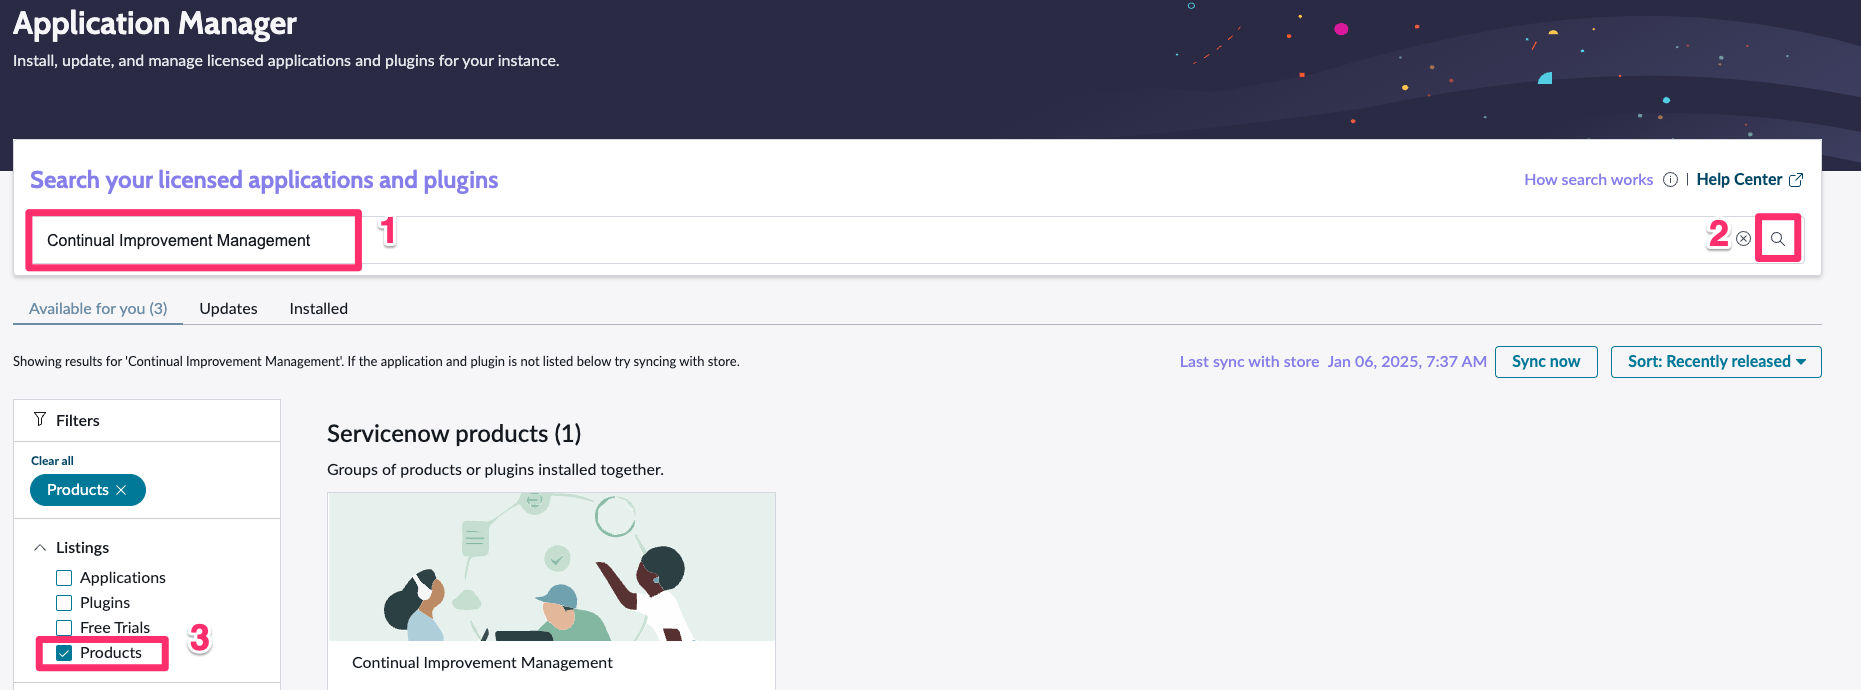 Application Manager
Install, update, and manage licensed applications and plugins for your instance.
Search your licensed applications and plugins
How search works | Help Center
Continual Improvement Management
1
2
Available for you (3) Updates Installed
Showing results for 'Continual Improvement Management'. If the application and plugin is not listed below try syncing with store.
Last sync with store Jan 06, 2025, 7:37 AM Sync now Sort: Recently released
Filters
Clear all
Products
Listings
Applications
Plugins
Free Trials
Products
3
Servicenow products (1)
Groups of products or plugins installed together.
Continual Improvement Management